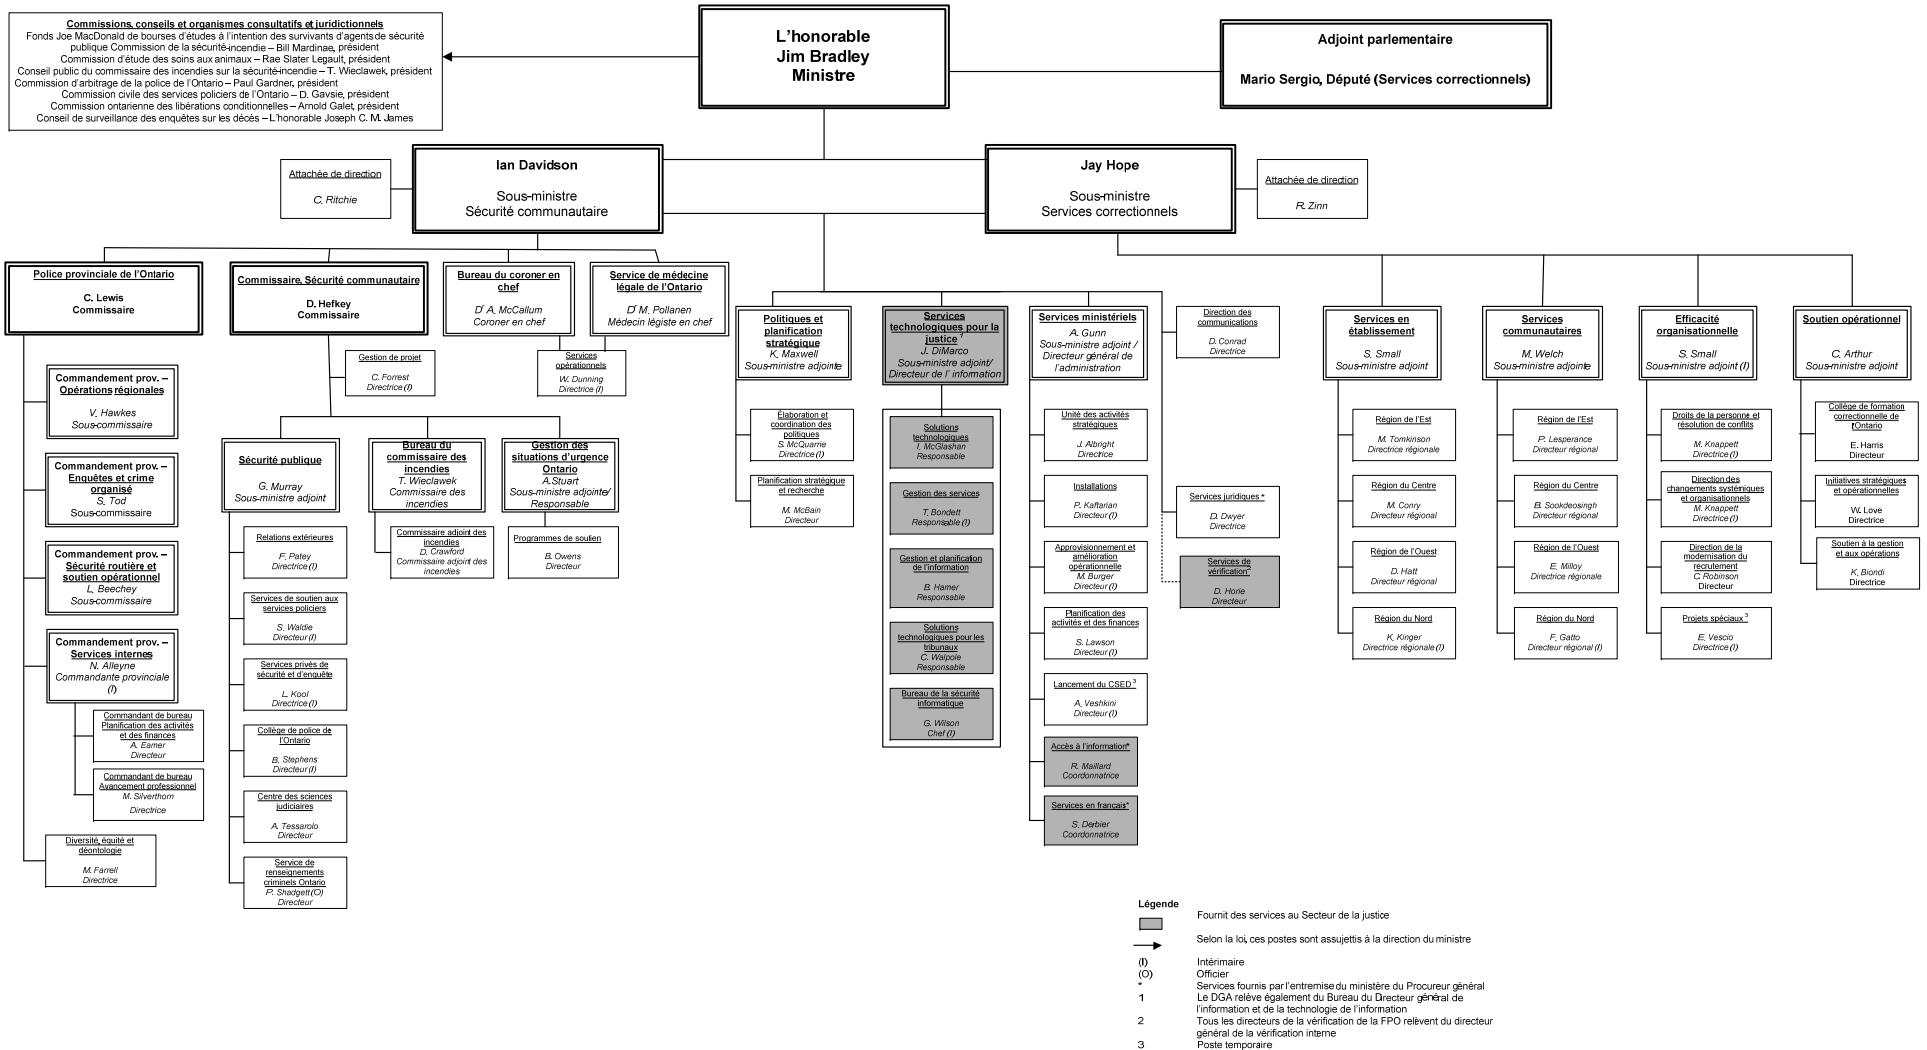 Commissions, conseils et organismes consultatifs et juridictionnels
Fonds Joe MacDonald de bourses d'études à l'intention des survivants d'agents de sécurité
publique Commission de la sécurité-incendie – Bill Mardinae, président
Commission d'étude des soins aux animaux – Rae Slater Legault, président
Conseil public du commissaire des incendies sur la sécurité-incendie – T. Wieclawek, président
Commission d'arbitrage de la police de l'Ontario – Paul Gardner, président
Commission civile des services policiers de l'Ontario – D. Gavsie, président
Commission ontarienne des libérations conditionnelles – Arnold Galet, président
Conseil de surveillance des enquêtes sur les décès – L'honorable Joseph C. M. James
L'honorable
Jim Bradley
Ministre
Adjoint parlementaire
Mario Sergio, Député (Services correctionnels)
Attachée de direction
C. Ritchie
Ian Davidson
Sous-ministre
Sécurité communautaire
Jay Hope
Sous-ministre
Services correctionnels
Attachée de direction
R. Zinn
Police provinciale de l'Ontario
C. Lewis
Commissaire
Commandement prov. –
Opérations régionales
V. Hawkes
Sous-commissaire
Commandement prov. –
Enquêtes et crime
organisé
S. Tod
Sous-commissaire
Commandement prov. –
Sécurité routière et
soutien opérationnel
L. Beechey
Sous-commissaire
Commandement prov. –
Services internes
N. Alleyne
Commandante provinciale
(I)
Commandant de bureau
Planification des activités
et des finances
A. Eamer
Directeur
Commandant de bureau
Avancement professionnel
M. Silverthorn
Directrice
Diversité, équité et
déontologie
M. Farrell
Directrice
Commissaire, Sécurité communautaire
D. Hefkey
Commissaire
Gestion de projet
C. Forrest
Directrice (I)
Sécurité publique
G. Murray
Sous-ministre adjoint
Relations extérieures
F. Patey
Directrice (I)
Services de soutien aux
services policiers
S. Waldie
Directeur (I)
Services privés de
sécurité et d'enquête
L. Kool
Directrice (I)
Collège de police de
l'Ontario
B. Stephens
Directeur (I)
Centre des sciences
judiciaires
A. Tessarolo
Directeur
Service de
renseignements
criminels Ontario
P. Shadgett (O)
Directeur
Bureau du
commissaire des
incendies
T. Wieclawek
Commissaire des
incendies
Commissaire adjoint des
incendies
D. Crawford
Commissaire adjoint des
incendies
Gestion des
situations d'urgence
Ontario
A.Stuart
Sous-ministre adjointe/
Responsable
Programmes de soutien
B. Owens
Directeur
Bureau du coroner en
chef
Dr A. McCallum
Coroner en chef
Service de médecine
légale de l'Ontario
Dr M. Pollanen
Médecin légiste en chef
Services
opérationnels
W. Dunning
Directrice (I)
Politiques et
planification
stratégique
K. Maxwell
Sous-ministre adjointe
Élaboration et
coordination des
politiques
S. McQuarrie
Directrice (I)
Planification stratégique
et recherche
M. McBain
Directeur
Services
technologiques pour la
justice 1
J. DiMarco
Sous-ministre adjoint/
Directeur de l' information
Solutions
technologiques
I. McGlashan
Responsable
Gestion des services
T. Bondett
Responsable (I)
Gestion et planification
de l'information
B. Hamer
Responsable
Solutions
technologiques pour les
tribunaux
C. Walpole
Responsable
Bureau de la sécurité
informatique
G. Wilson
Chef (I)
Services ministériels
A. Gunn
Sous-ministre adjoint /
Directeur général de
l'administration
Unité des activités
stratégiques
J. Albright
Directrice
Installations
P. Kaftarian
Directeur (I)
Approvisionnement et
amélioration
opérationnelle
M. Burger
Directeur (I)
Planification des
activités et des finances
S. Lawson
Directeur (I)
Lancement du CSED 3
A. Veshkini
Directeur (I)
Accès à l'information*
R. Maillard
Coordonnatrice
Services en français*
S. Derbier
Coordonnatrice
Direction des
communications
D. Conrad
Directrice
Services juridiques *
D. Dwyer
Directrice
Services de
vérification2
D. Horie
Directeur
Services en
établissement
S. Small
Sous-ministre adjoint
Région de l'Est
M. Tomkinson
Directrice régionale
Région du Centre
M. Conry
Directeur régional
Région de l'Ouest
D. Hatt
Directeur régional
Région du Nord
K. Kinger
Directrice régionale (I)
Services
communautaires
M. Welch
Sous-ministre adjointe
Région de l'Est
P. Lesperance
Directeur régional
Région du Centre
B. Sookdeosingh
Directeur régional
Région de l'Ouest
E. Milloy
Directrice régionale
Région du Nord
F. Gatto
Directeur régional (I)
Efficacité
organisationnelle
S. Small
Sous-ministre adjoint (I)
Droits de la personne et
résolution de conflits
M. Knappett
Directrice (I)
Direction des
changements systémiques
et organisationnels
M. Knappett
Directrice (I)
Direction de la
modernisation du
recrutement
C. Robinson
Directeur
Projets spéciaux 3
E. Vescio
Directrice (I)
Soutien opérationnel
C. Arthur
Sous-ministre adjoint
Collège de formation
correctionnelle de
l'Ontario
E. Harris
Directeur
Initiatives stratégiques
et opérationnelles
W. Love
Directrice
Soutien à la gestion
et aux opérations
K. Biondi
Directrice
Légende
Fournit des services au Secteur de la justice
Selon la loi, ces postes sont assujettis à la direction du ministre
(I) Intérimaire
(O) Officier
* Services fournis par l'entremise du ministère du Procureur général
1 Le DGA relève également du Bureau du Directeur général de
l'information et de la technologie de l'information
2 Tous les directeurs de la vérification de la FPO relèvent du directeur
général de la vérification interne
3 Poste temporaire